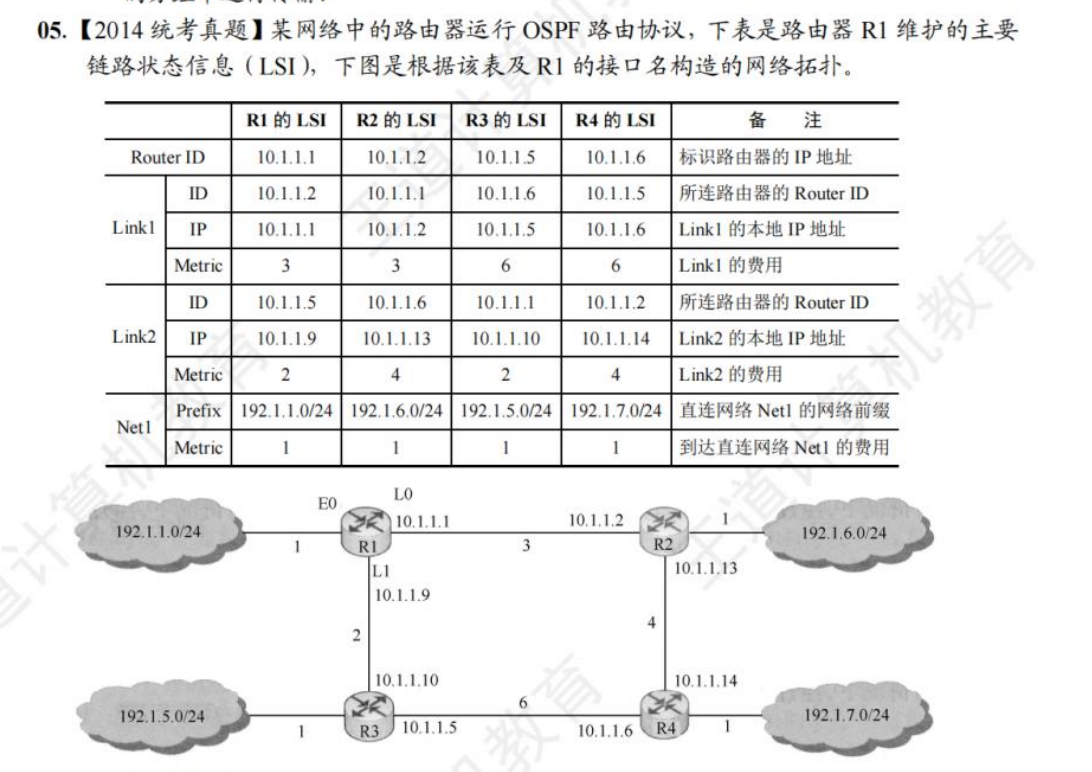 05.【2014 统考真题】某网络中的路由器运行 OSPF 路由协议，下表是路由器 R1 维护的主要
链路状态信息（LSI），下图是根据该表及 R1 的接口名构造的网络拓扑。
R1 的 LSI R2 的 LSI R3 的 LSI R4 的 LSI 备 注
Router ID 10.1.1.1 10.1.1.2 10.1.1.5 10.1.1.6 标识路由器的 IP 地址
Link1 ID 10.1.1.2 10.1.1.1 10.1.1.6 10.1.1.5 所连路由器的 Router ID
IP 10.1.1.1 10.1.1.2 10.1.1.5 10.1.1.6 Link1 的本地 IP 地址
Metric 3 3 6 6 Link1 的费用
Link2 ID 10.1.1.5 10.1.1.6 10.1.1.1 10.1.1.2 所连路由器的 Router ID
IP 10.1.1.9 10.1.1.13 10.1.1.10 10.1.1.14 Link2 的本地 IP 地址
Metric 2 4 2 4 Link2 的费用
Net1 Prefix 192.1.1.0/24 192.1.6.0/24 192.1.5.0/24 192.1.7.0/24 直连网络 Net1 的网络前缀
Metric 1 1 1 1 到达直连网络 Net1 的费用
E0 L0
192.1.1.0/24 10.1.1.1 10.1.1.2 1 192.1.6.0/24
1 R1 3 R2
L1 10.1.1.13
10.1.1.9
2 4
10.1.1.10 10.1.1.14
192.1.5.0/24 6 192.1.7.0/24
1 R3 10.1.1.5 10.1.1.6 R4 1
王道计算机教育